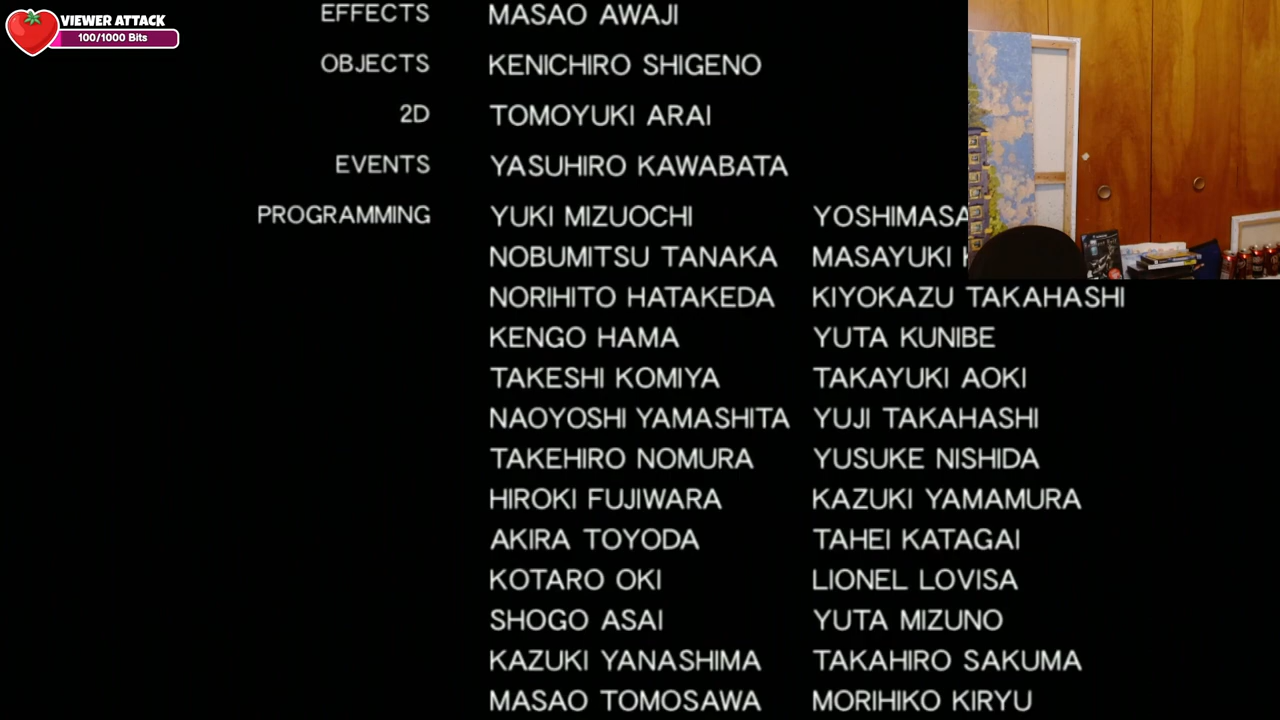 VIEWER ATTACK
100/1000 Bits
EFFECTS MASAO AWAJI
OBJECTS KENICHIRO SHIGENO
2D TOMOYUKI ARAI
EVENTS YASUHIRO KAWABATA
PROGRAMMING YUKI MIZUOCHI YOSHIMASA
NOBUMITSU TANAKA MASAYUKI
NORIHITO HATAKEDA KIYOKAZU TAKAHASHI
KENGO HAMA YUTA KUNIBE
TAKESHI KOMIYA TAKAYUKI AOKI
NAOYOSHI YAMASHITA YUJI TAKAHASHI
TAKEHIRO NOMURA YUSUKE NISHIDA
HIROKI FUJIWARA KAZUKI YAMAMURA
AKIRA TOYODA TAHEI KATAGAI
KOTARO OKI LIONEL LOVISA
SHOGO ASAI YUTA MIZUNO
KAZUKI YANASHIMA TAKAHIRO SAKUMA
MASAO TOMOSAWA MORIHIKO KIRYU